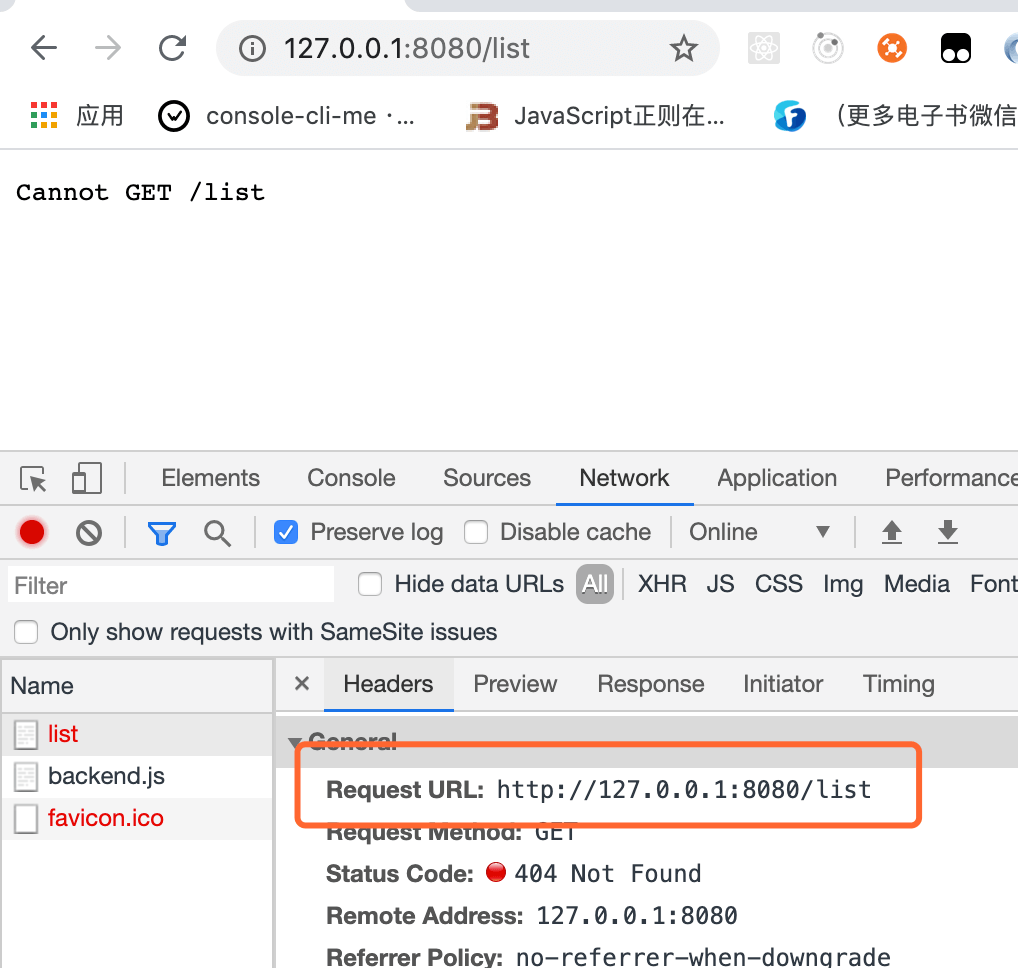 127.0.0.1:8080/list
应用 console-cli-me ·... JavaScript正则在... （更多电子书微信
Cannot GET /list
Elements Console Sources Network Application Performance
Preserve log Disable cache Online
Filter Hide data URLs All XHR JS CSS Img Media Font
Only show requests with SameSite issues
Name Headers Preview Response Initiator Timing
list
backend.js
favicon.ico
General
Request URL: http://127.0.0.1:8080/list
Request Method: GET
Status Code: 404 Not Found
Remote Address: 127.0.0.1:8080
Referrer Policy: no-referrer-when-downgrade